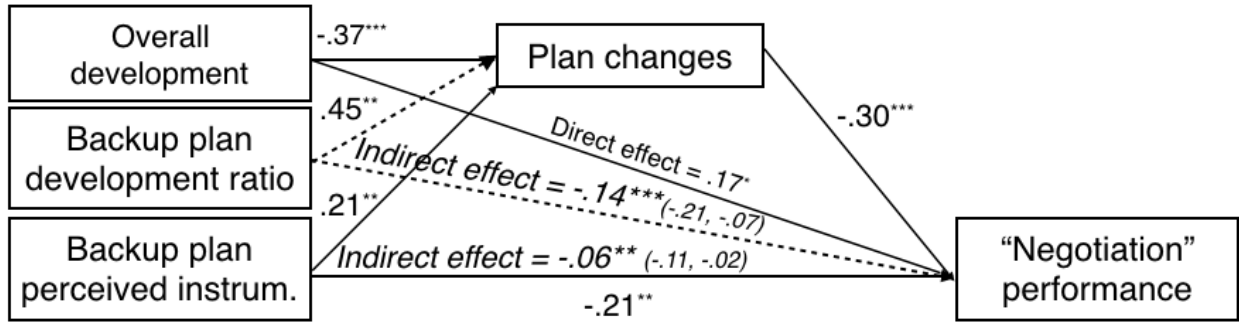 Overall
development
-.37***
Plan changes
Backup plan
development ratio
.45**
-.30***
Direct effect = .17*
Indirect effect = -.14***(-.21, -.07)
Backup plan
perceived instrum.
.21**
Indirect effect = -.06** (-.11, -.02)
-.21**
“Negotiation”
performance